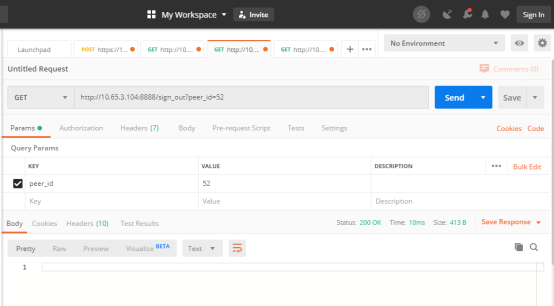 My Workspace Invite Sign In
Launchpad POST https://1... GET http://10.... GET http://10.... GET http://10.... + ••• No Environment
Untitled Request Comments (0)
GET http://10.65.3.104:8888/sign_out?peer_id=52 Send Save
Params Authorization Headers (7) Body Pre-request Script Tests Settings Cookies Code
Query Params
KEY VALUE DESCRIPTION ••• Bulk Edit
peer_id 52
Key Value Description
Body Cookies Headers (10) Test Results Status: 200 OK Time: 10ms Size: 413 B Save Response
Pretty Raw Preview Visualize BETA Text
1